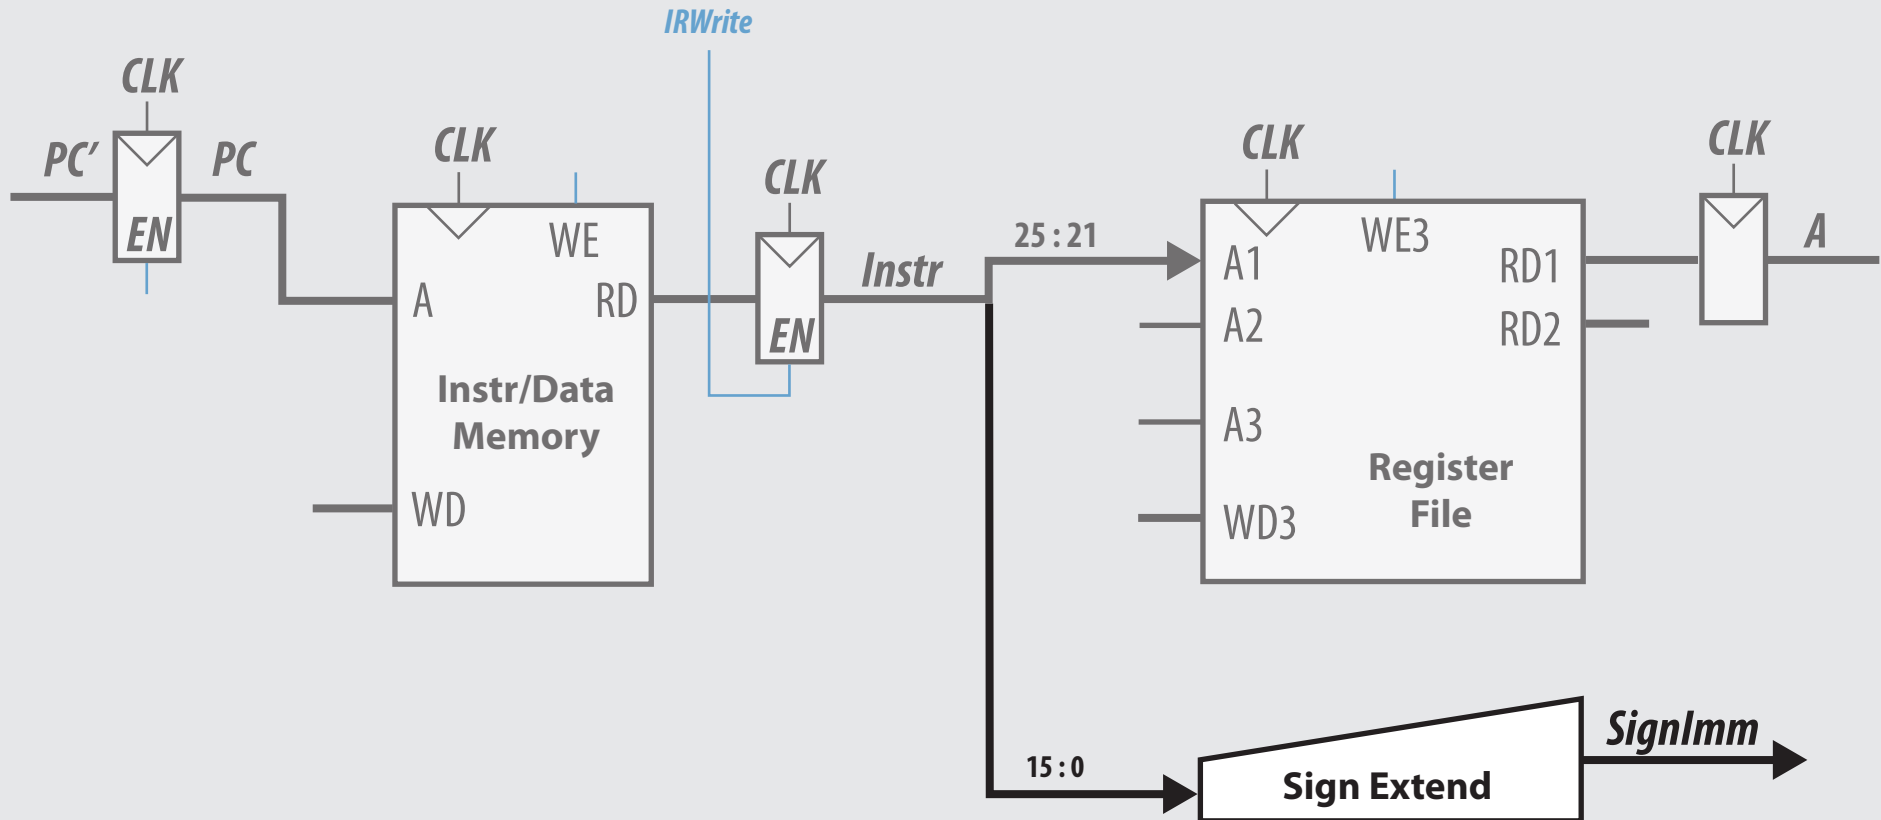 IRWrite
CLK
PC′
EN
PC
CLK
WE
A
RD
Instr/Data
Memory
WD
CLK
EN
Instr
25 : 21
15 : 0
CLK
WE3
A1
A2
A3
WD3
RD1
RD2
Register
File
CLK
A
Sign Extend
SignImm